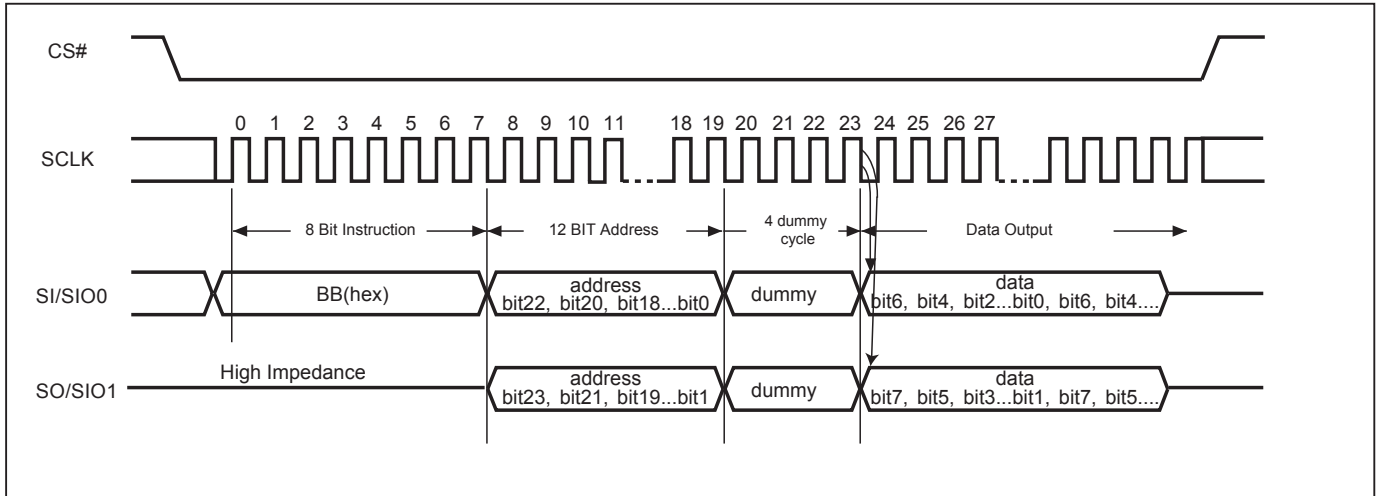 CS#
0 1 2 3 4 5 6 7 8 9 10 11 18 19 20 21 22 23 24 25 26 27
SCLK
8 Bit Instruction
12 BIT Address
4 dummy
cycle
Data Output
SI/SIO0
BB(hex)
address
bit22, bit20, bit18...bit0
dummy
data
bit6, bit4, bit2...bit0, bit6, bit4....
High Impedance
SO/SIO1
address
bit23, bit21, bit19...bit1
dummy
data
bit7, bit5, bit3...bit1, bit7, bit5....